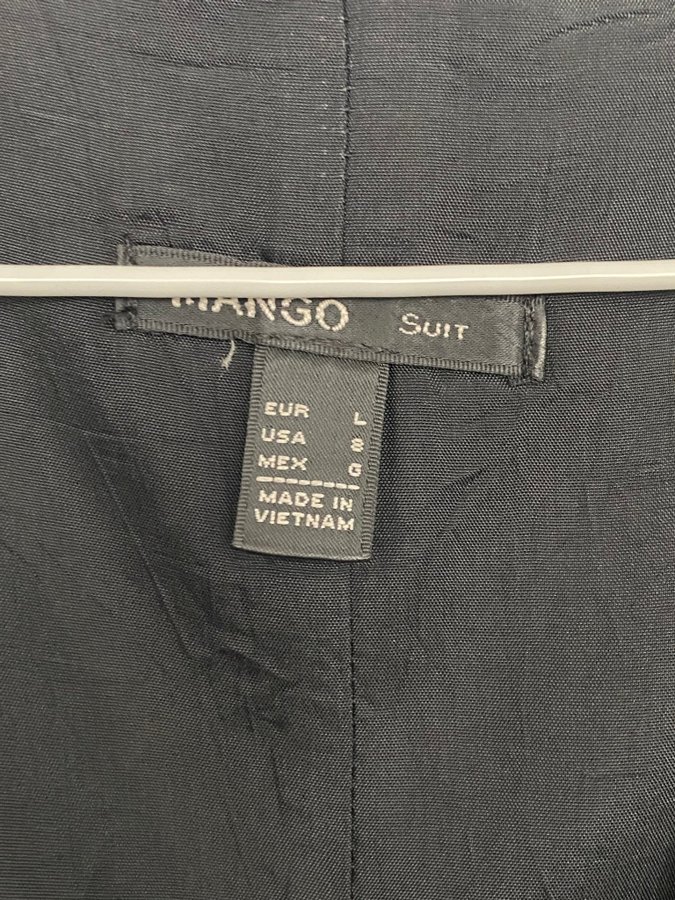 MANGO SUIT
EUR L
USA 8
MEX G
MADE IN
VIETNAM